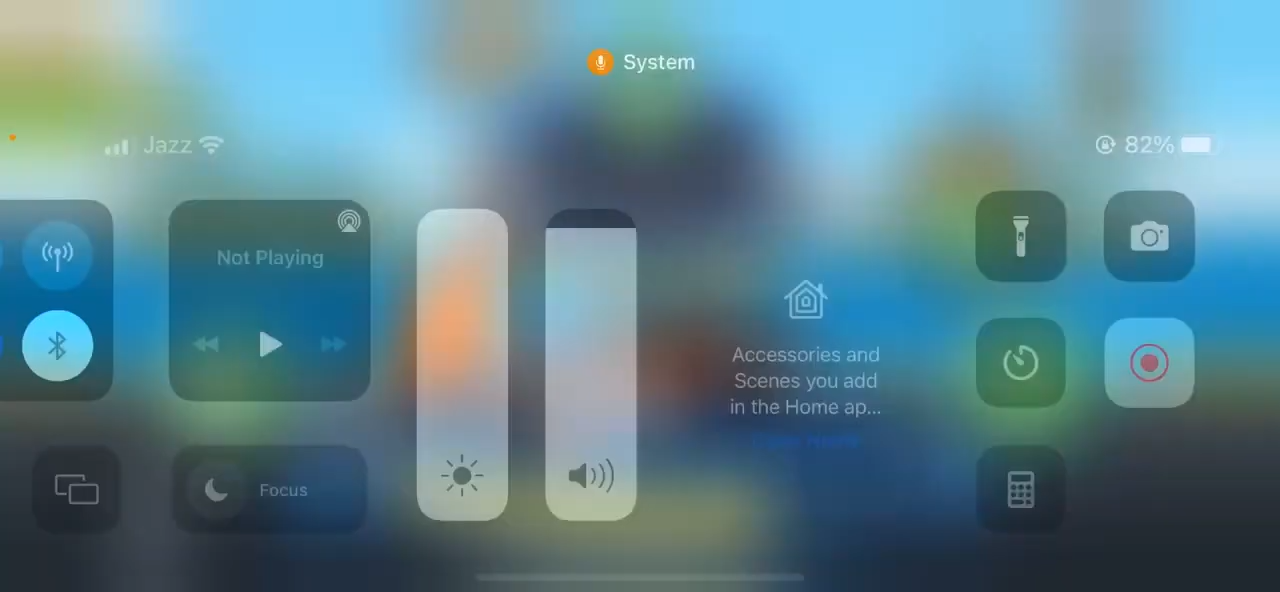 System
Jazz
82%
Not Playing
Accessories and
Scenes you add
in the Home ap...
Focus